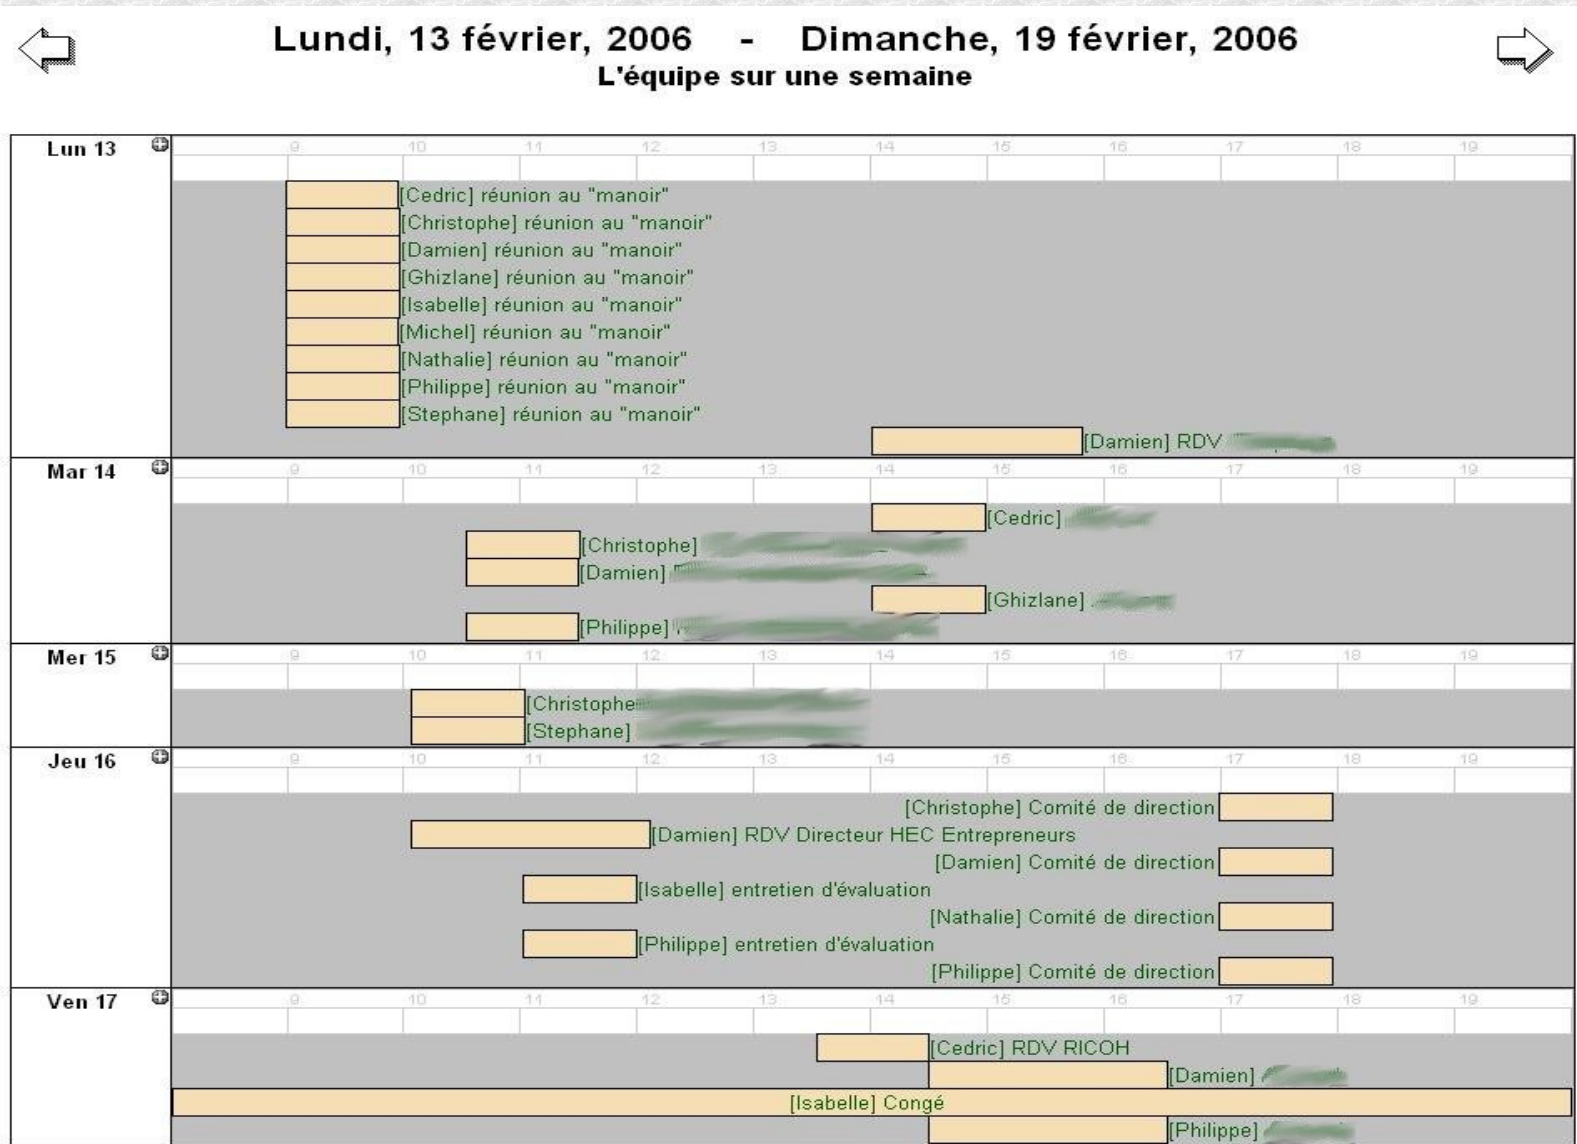 Lundi, 13 février, 2006 - Dimanche, 19 février, 2006
L'équipe sur une semaine
Lun 13 9 10 11 12 13 14 15 16 17 18 19
[Cedric] réunion au "manoir"
[Christophe] réunion au "manoir"
[Damien] réunion au "manoir"
[Ghizlane] réunion au "manoir"
[Isabelle] réunion au "manoir"
[Michel] réunion au "manoir"
[Nathalie] réunion au "manoir"
[Philippe] réunion au "manoir"
[Stephane] réunion au "manoir"
[Damien] RDV
Mar 14 9 10 11 12 13 14 15 16 17 18 19
[Cedric]
[Christophe]
[Damien]
[Ghizlane]
[Philippe]
Mer 15 9 10 11 12 13 14 15 16 17 18 19
[Christophe
[Stephane]
Jeu 16 9 10 11 12 13 14 15 16 17 18 19
[Christophe] Comité de direction
[Damien] RDV Directeur HEC Entrepreneurs
[Damien] Comité de direction
[Isabelle] entretien d'évaluation
[Nathalie] Comité de direction
[Philippe] entretien d'évaluation
[Philippe] Comité de direction
Ven 17 9 10 11 12 13 14 15 16 17 18 19
[Cedric] RDV RICOH
[Damien]
[Isabelle] Congé
[Philippe]